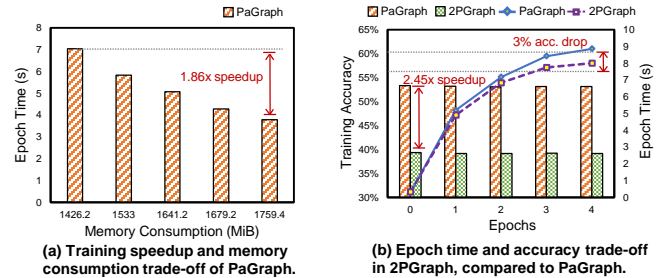 PaGraph
7
6
5
4
3
2
1
0
Epoch Time (s)
1.86x speedup
1426.2 1533 1641.2 1679.2 1759.4
Memory Consumption (MiB)
(a) Training speedup and memory
consumption trade-off of PaGraph.
PaGraph 2PGraph PaGraph 2PGraph
65%
60%
55%
50%
45%
40%
35%
30%
Training Accuracy
3% acc. drop
2.45x speedup
10
9
8
7
6
5
4
3
2
1
0
Epoch Time (s)
0 1 2 3 4
Epochs
(b) Epoch time and accuracy trade-off
in 2PGraph, compared to PaGraph.